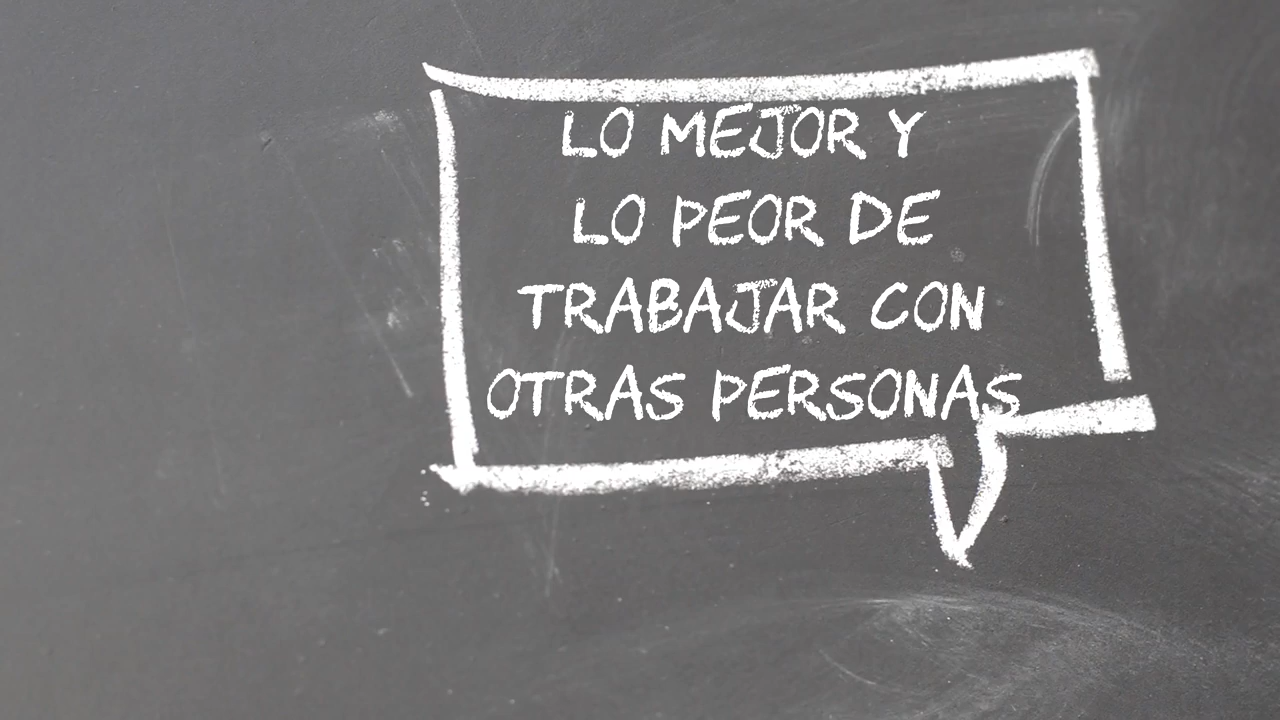 LO MEJOR Y
LO PEOR DE
TRABAJAR CON
OTRAS PERSONAS